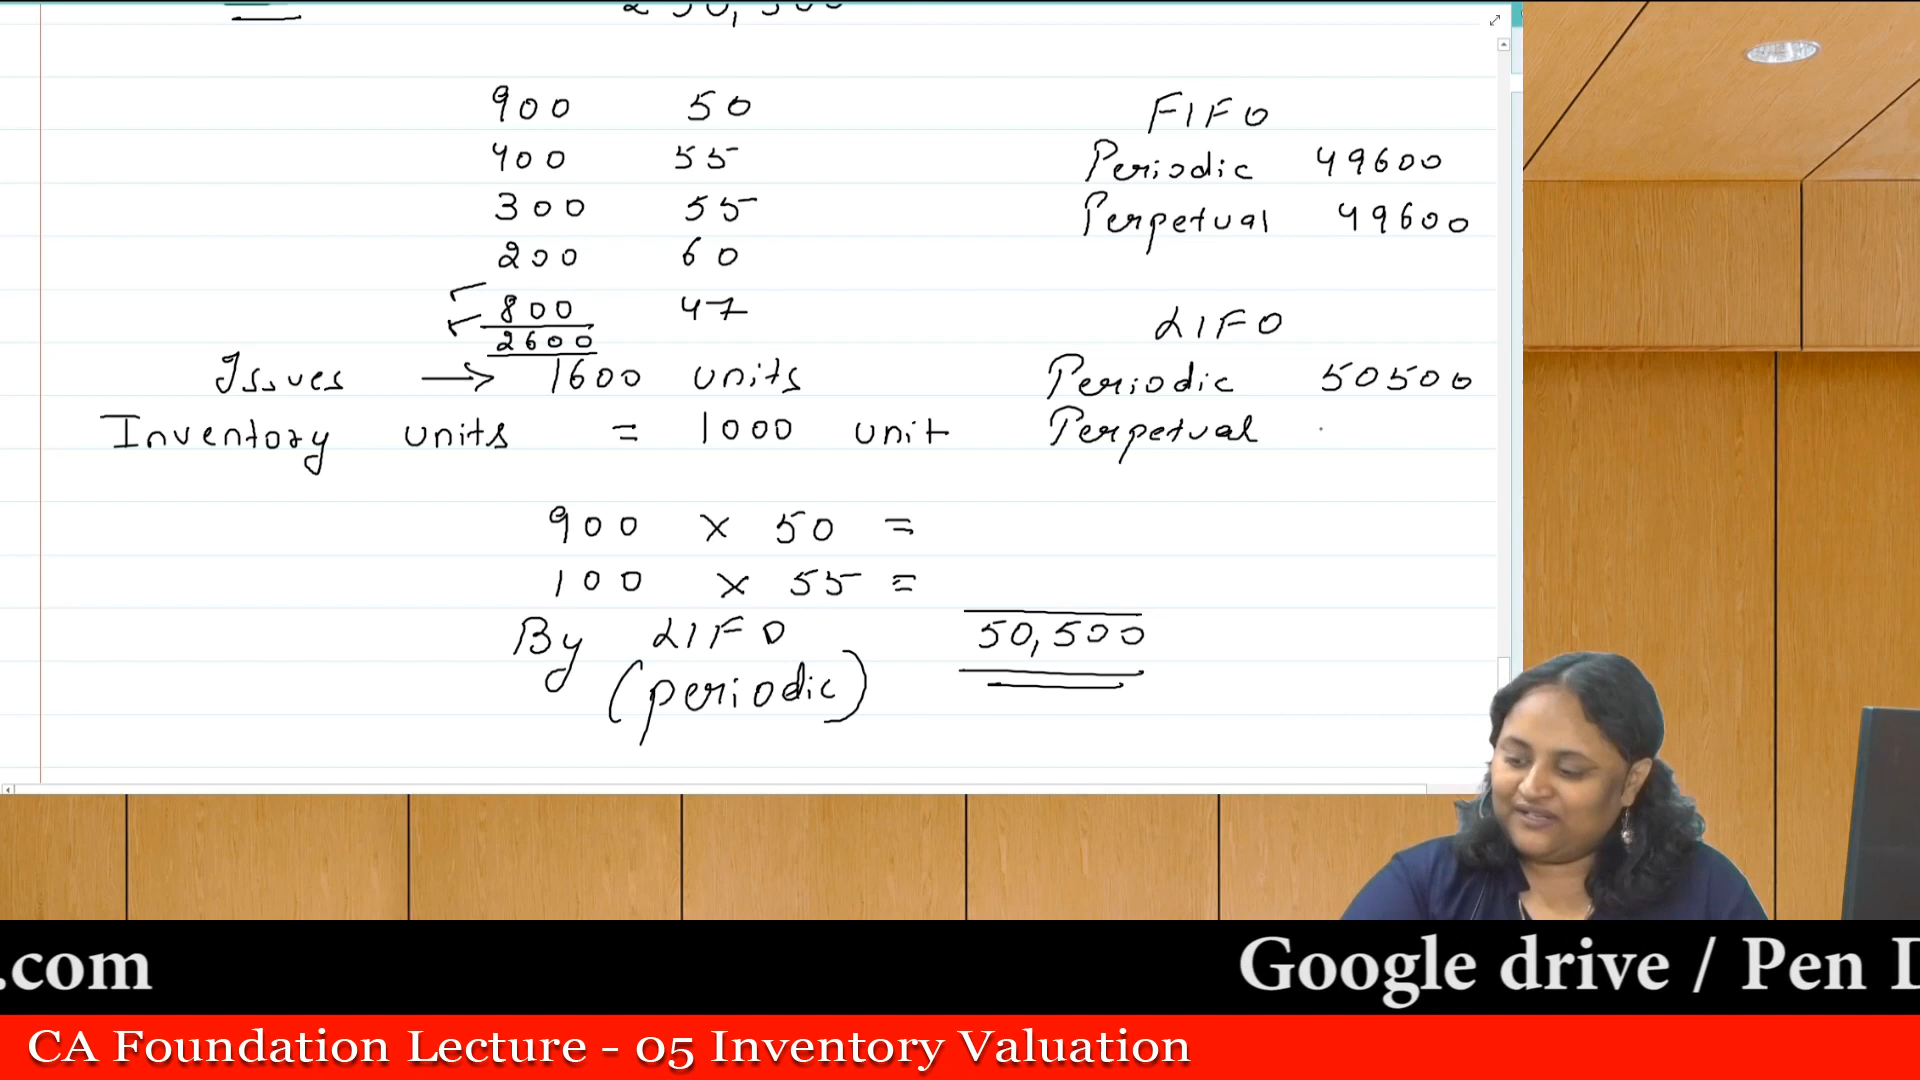 900 50
400 55
300 55
200 60
800 47
2600
Issues → 1600 units
Inventory units = 1000 unit
FIFO
Periodic 49600
Perpetual 49600
LIFO
Periodic 50500
Perpetual
900 × 50 =
100 × 55 =
By LIFO 50,500
(periodic)
.com
Google drive / Pen D
CA Foundation Lecture - 05 Inventory Valuation